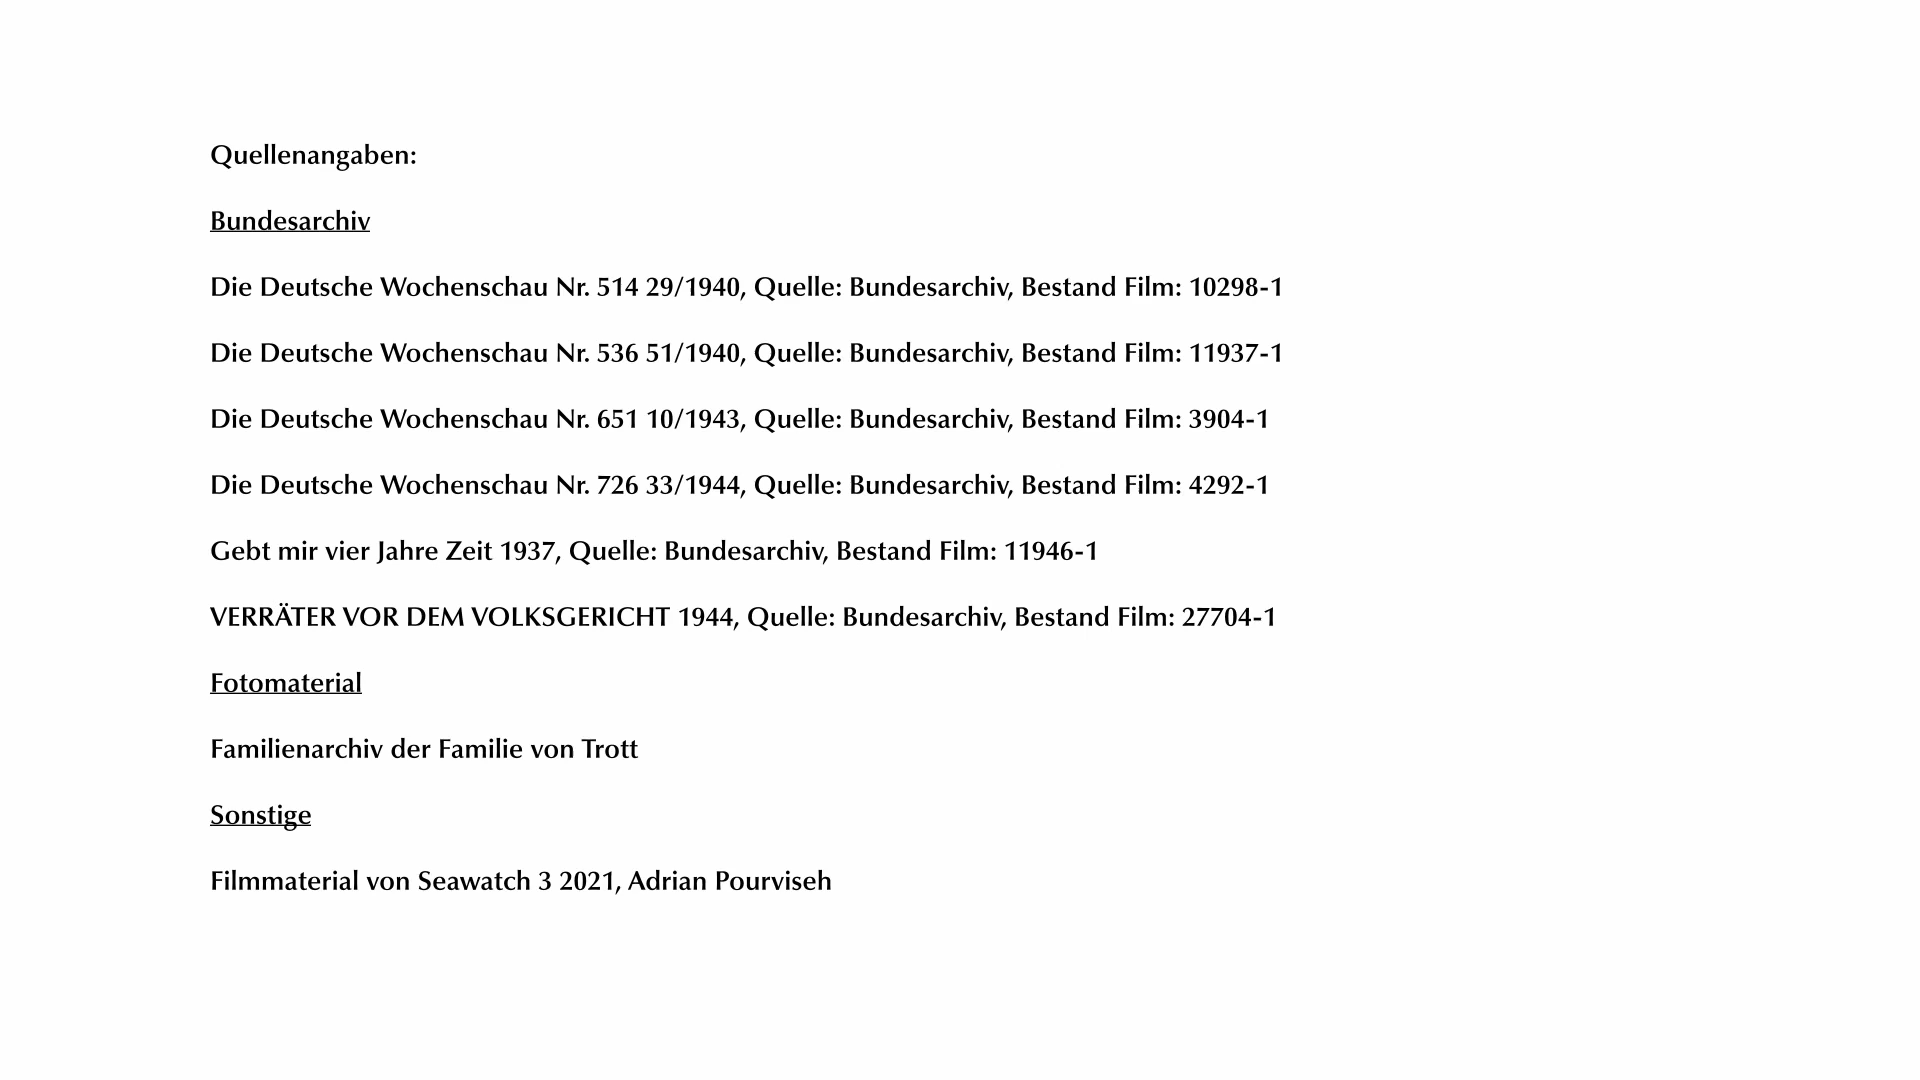 Quellenangaben:
Bundesarchiv
Die Deutsche Wochenschau Nr. 514 29/1940, Quelle: Bundesarchiv, Bestand Film: 10298-1
Die Deutsche Wochenschau Nr. 536 51/1940, Quelle: Bundesarchiv, Bestand Film: 11937-1
Die Deutsche Wochenschau Nr. 651 10/1943, Quelle: Bundesarchiv, Bestand Film: 3904-1
Die Deutsche Wochenschau Nr. 726 33/1944, Quelle: Bundesarchiv, Bestand Film: 4292-1
Gebt mir vier Jahre Zeit 1937, Quelle: Bundesarchiv, Bestand Film: 11946-1
VERRÄTER VOR DEM VOLKSGERICHT 1944, Quelle: Bundesarchiv, Bestand Film: 27704-1
Fotomaterial
Familienarchiv der Familie von Trott
Sonstige
Filmmaterial von Seawatch 3 2021, Adrian Pourviseh